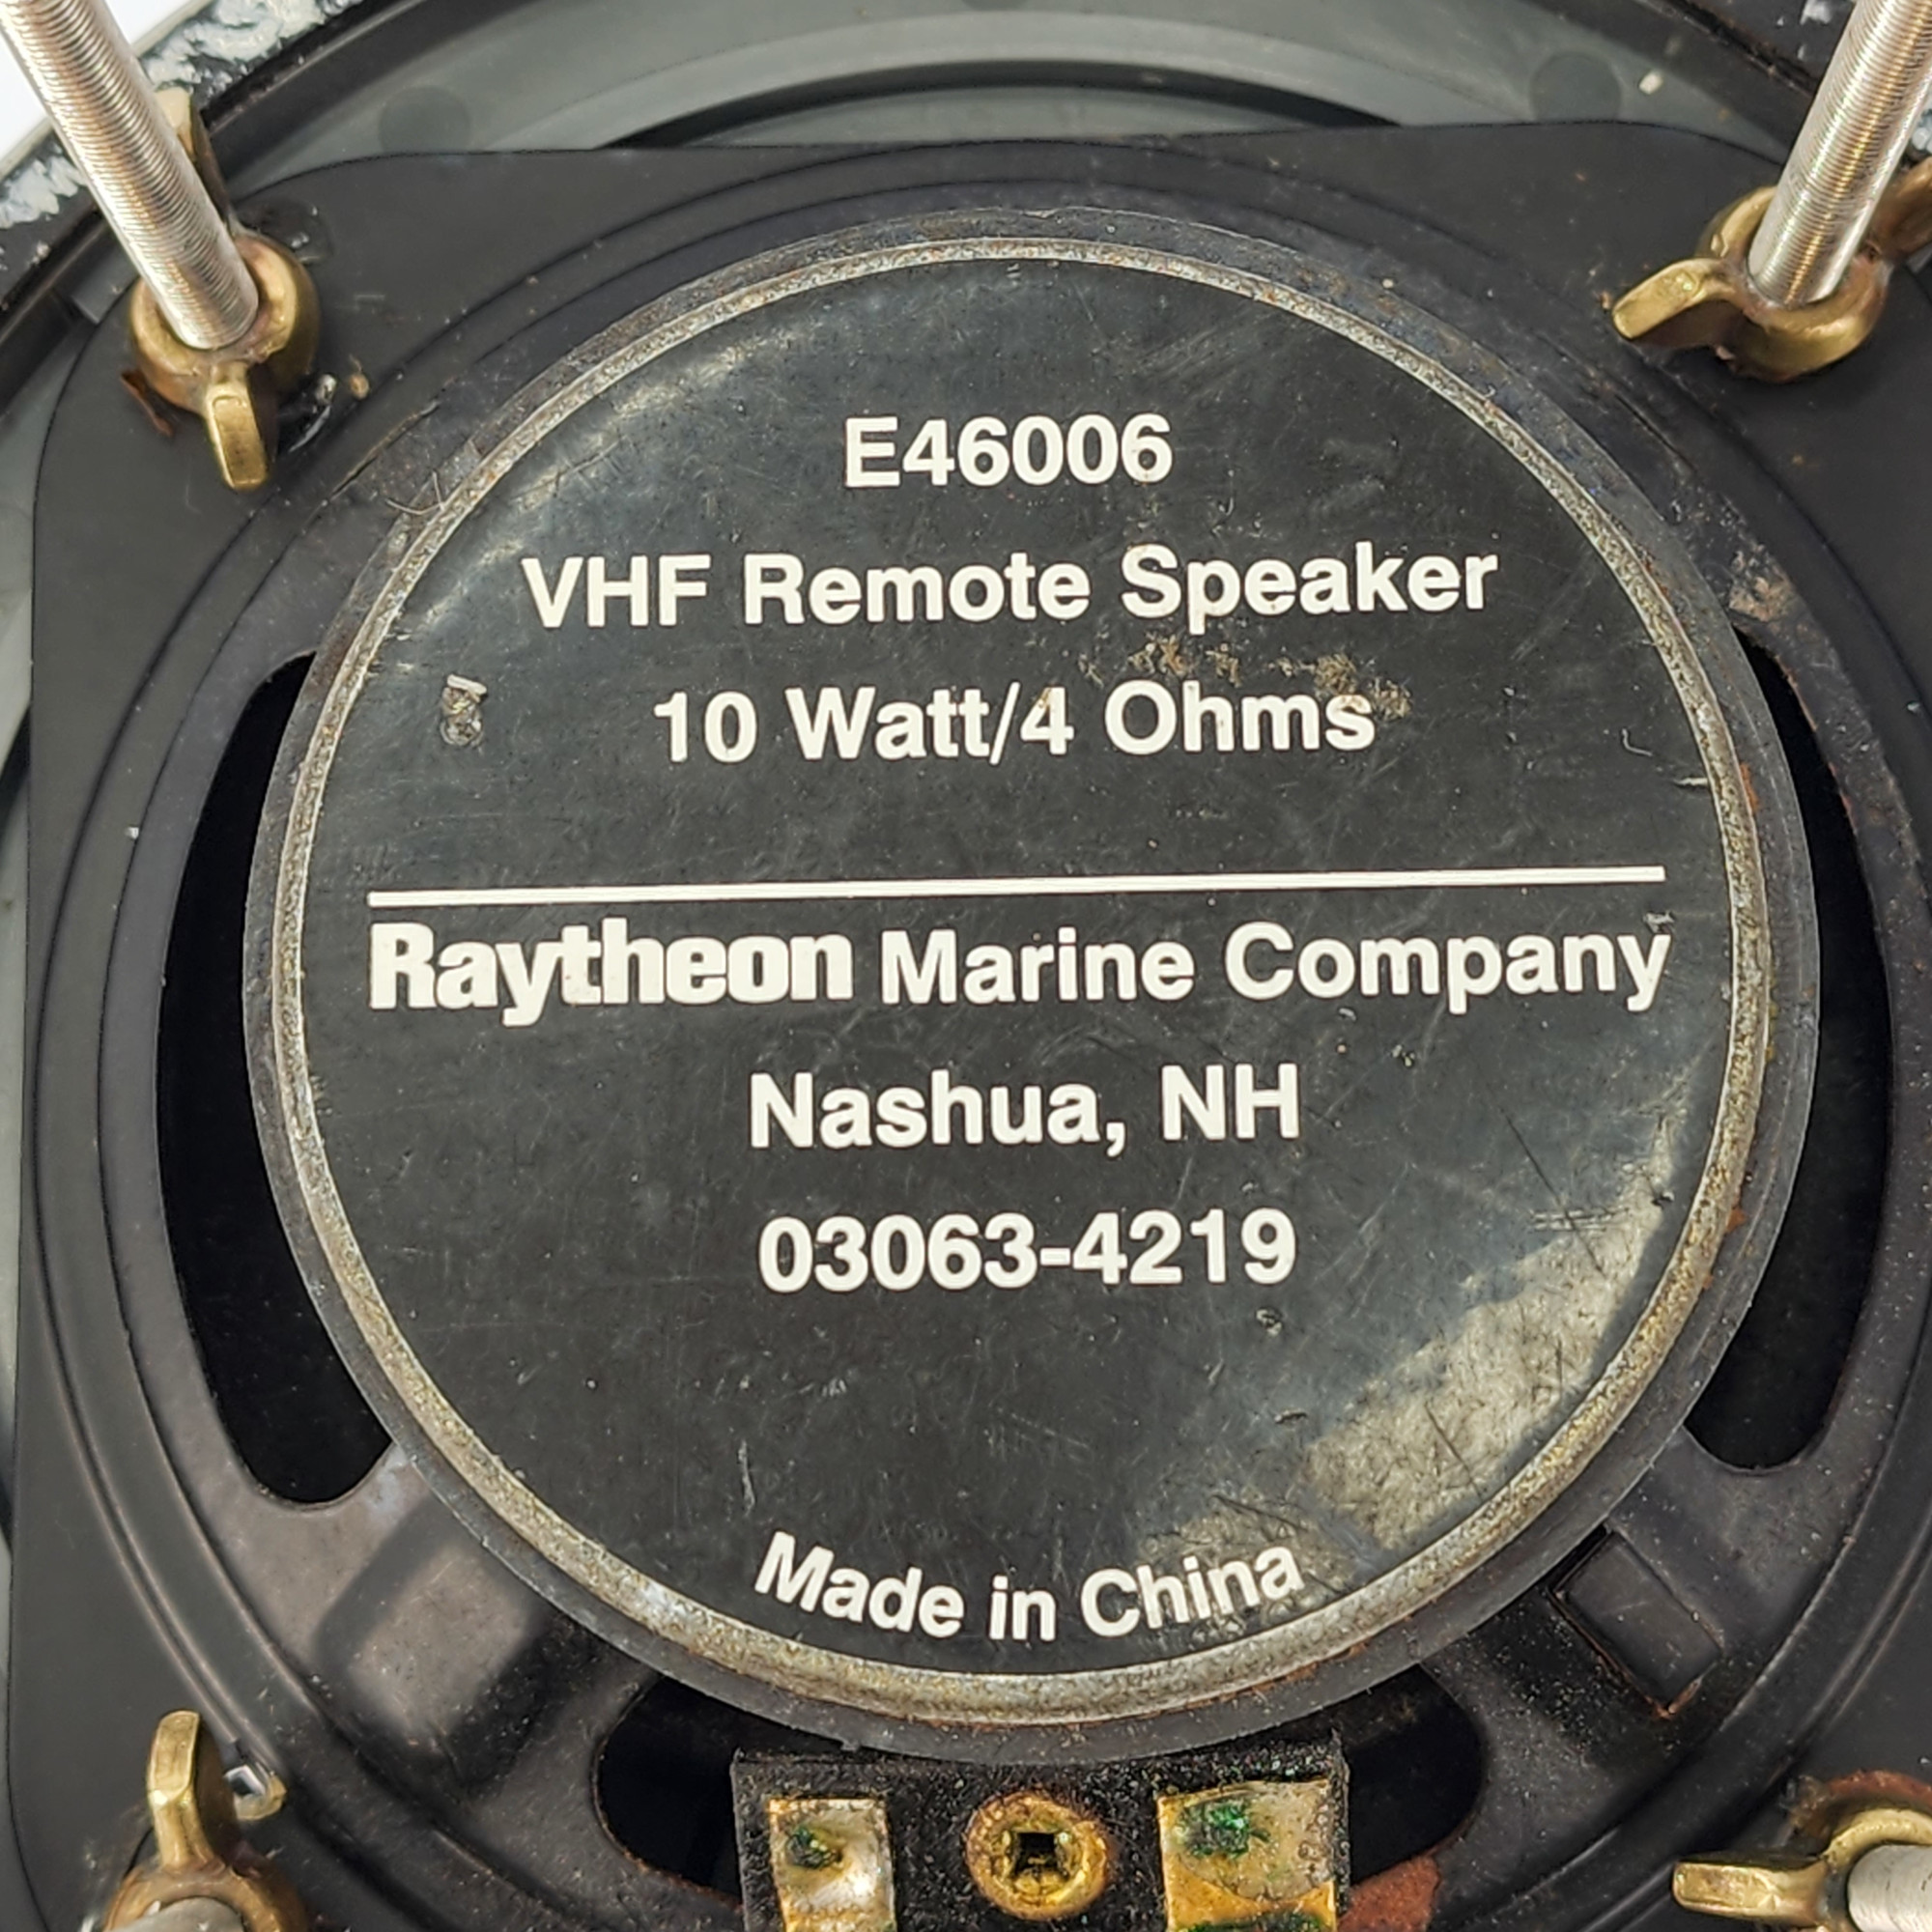 E46006
VHF Remote Speaker
10 Watt/4 Ohms
Raytheon Marine Company
Nashua, NH
03063-4219
Made in China